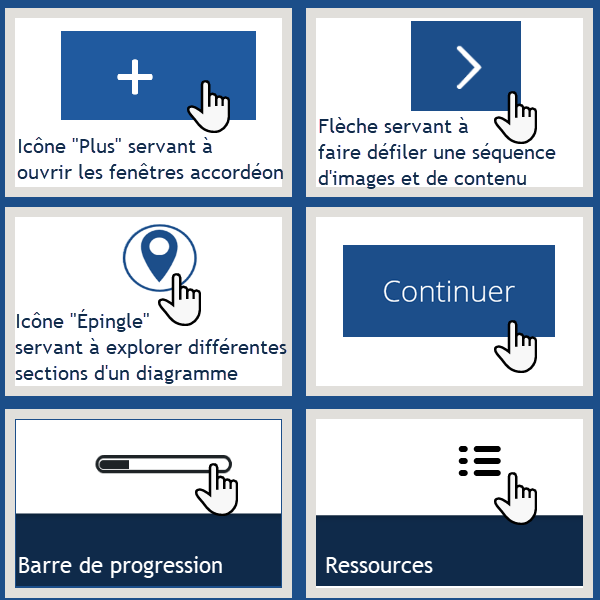 Icône "Plus" servant à
ouvrir les fenêtres accordéon
Flèche servant à
faire défiler une séquence
d'images et de contenu
Icône "Épingle"
servant à explorer différentes
sections d'un diagramme
Continuer
Barre de progression
Ressources